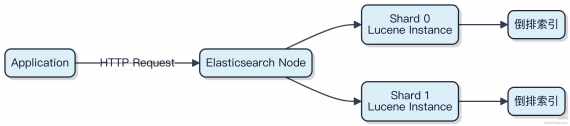 Application
HTTP Request
Elasticsearch Node
Shard 0
Lucene Instance
倒排索引
Shard 1
Lucene Instance
倒排索引